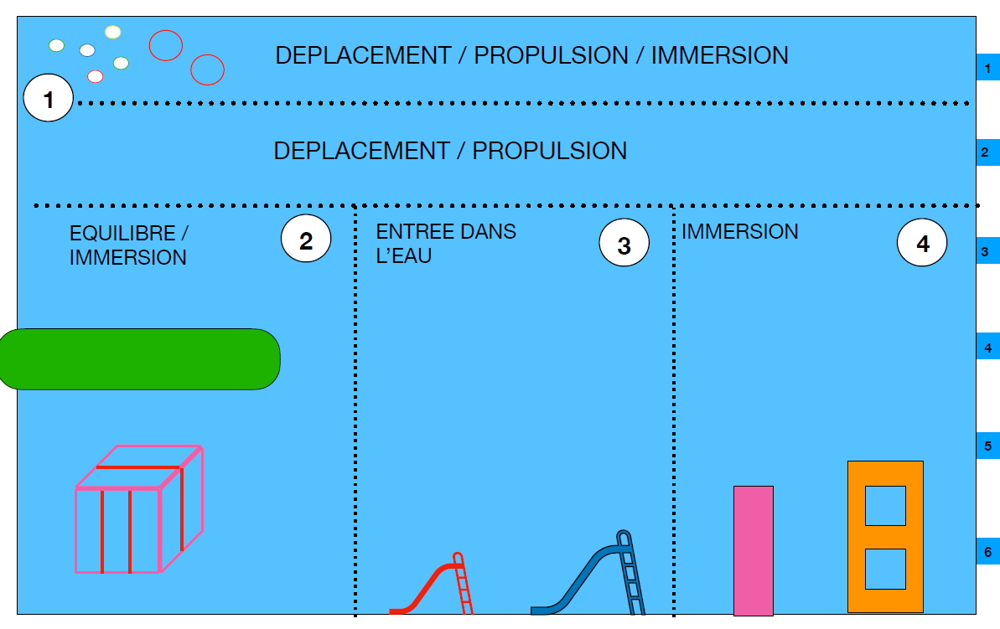 DEPLACEMENT / PROPULSION / IMMERSION
1
1
DEPLACEMENT / PROPULSION
2
EQUILIBRE /
IMMERSION
2
ENTREE DANS
L’EAU
3
IMMERSION
4
3
4
5
6